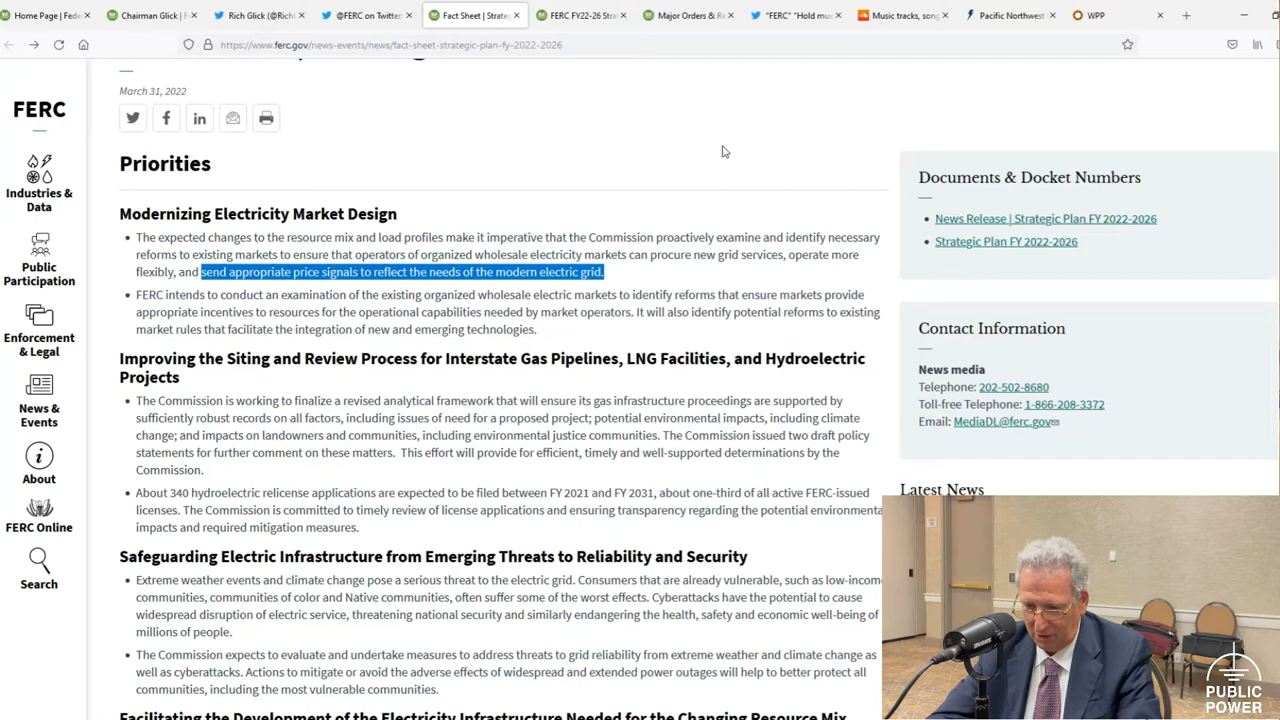 Home Page | Fede
Chairman Glick | F
Rich Glick (@Rich
@FERC on Twitter
Fact Sheet | Strate
FERC FY22-26 Stra
Major Orders & Re
"FERC" "Hold mus
Music tracks, song
Pacific Northwest
WPP
https://www.ferc.gov/news-events/news/fact-sheet-strategic-plan-fy-2022-2026
March 31, 2022
FERC
Industries &
Data
Public
Participation
Enforcement
& Legal
News &
Events
About
FERC Online
Search
Priorities
Modernizing Electricity Market Design
• The expected changes to the resource mix and load profiles make it imperative that the Commission proactively examine and identify necessary
reforms to existing markets to ensure that operators of organized wholesale electricity markets can procure new grid services, operate more
flexibly, and send appropriate price signals to reflect the needs of the modern electric grid.
• FERC intends to conduct an examination of the existing organized wholesale electric markets to identify reforms that ensure markets provide
appropriate incentives to resources for the operational capabilities needed by market operators. It will also identify potential reforms to existing
market rules that facilitate the integration of new and emerging technologies.
Improving the Siting and Review Process for Interstate Gas Pipelines, LNG Facilities, and Hydroelectric
Projects
• The Commission is working to finalize a revised analytical framework that will ensure its gas infrastructure proceedings are supported by
sufficiently robust records on all factors, including issues of need for a proposed project; potential environmental impacts, including climate
change; and impacts on landowners and communities, including environmental justice communities. The Commission issued two draft policy
statements for further comment on these matters. This effort will provide for efficient, timely and well-supported determinations by the
Commission.
• About 340 hydroelectric relicense applications are expected to be filed between FY 2021 and FY 2031, about one-third of all active FERC-issued
licenses. The Commission is committed to timely review of license applications and ensuring transparency regarding the potential environmenta
impacts and required mitigation measures.
Safeguarding Electric Infrastructure from Emerging Threats to Reliability and Security
• Extreme weather events and climate change pose a serious threat to the electric grid. Consumers that are already vulnerable, such as low-income
communities, communities of color and Native communities, often suffer some of the worst effects. Cyberattacks have the potential to cause
widespread disruption of electric service, threatening national security and similarly endangering the health, safety and economic well-being of
millions of people.
• The Commission expects to evaluate and undertake measures to address threats to grid reliability from extreme weather and climate change as
well as cyberattacks. Actions to mitigate or avoid the adverse effects of widespread and extended power outages will help to better protect all
communities, including the most vulnerable communities.
Facilitating the Development of the Electricity Infrastructure Needed for the Changing Resource Mix
Documents & Docket Numbers
• News Release | Strategic Plan FY 2022-2026
• Strategic Plan FY 2022-2026
Contact Information
News media
Telephone: 202-502-8680
Toll-free Telephone: 1-866-208-3372
Email: MediaDL@ferc.gov
Latest News
PUBLIC
POWER